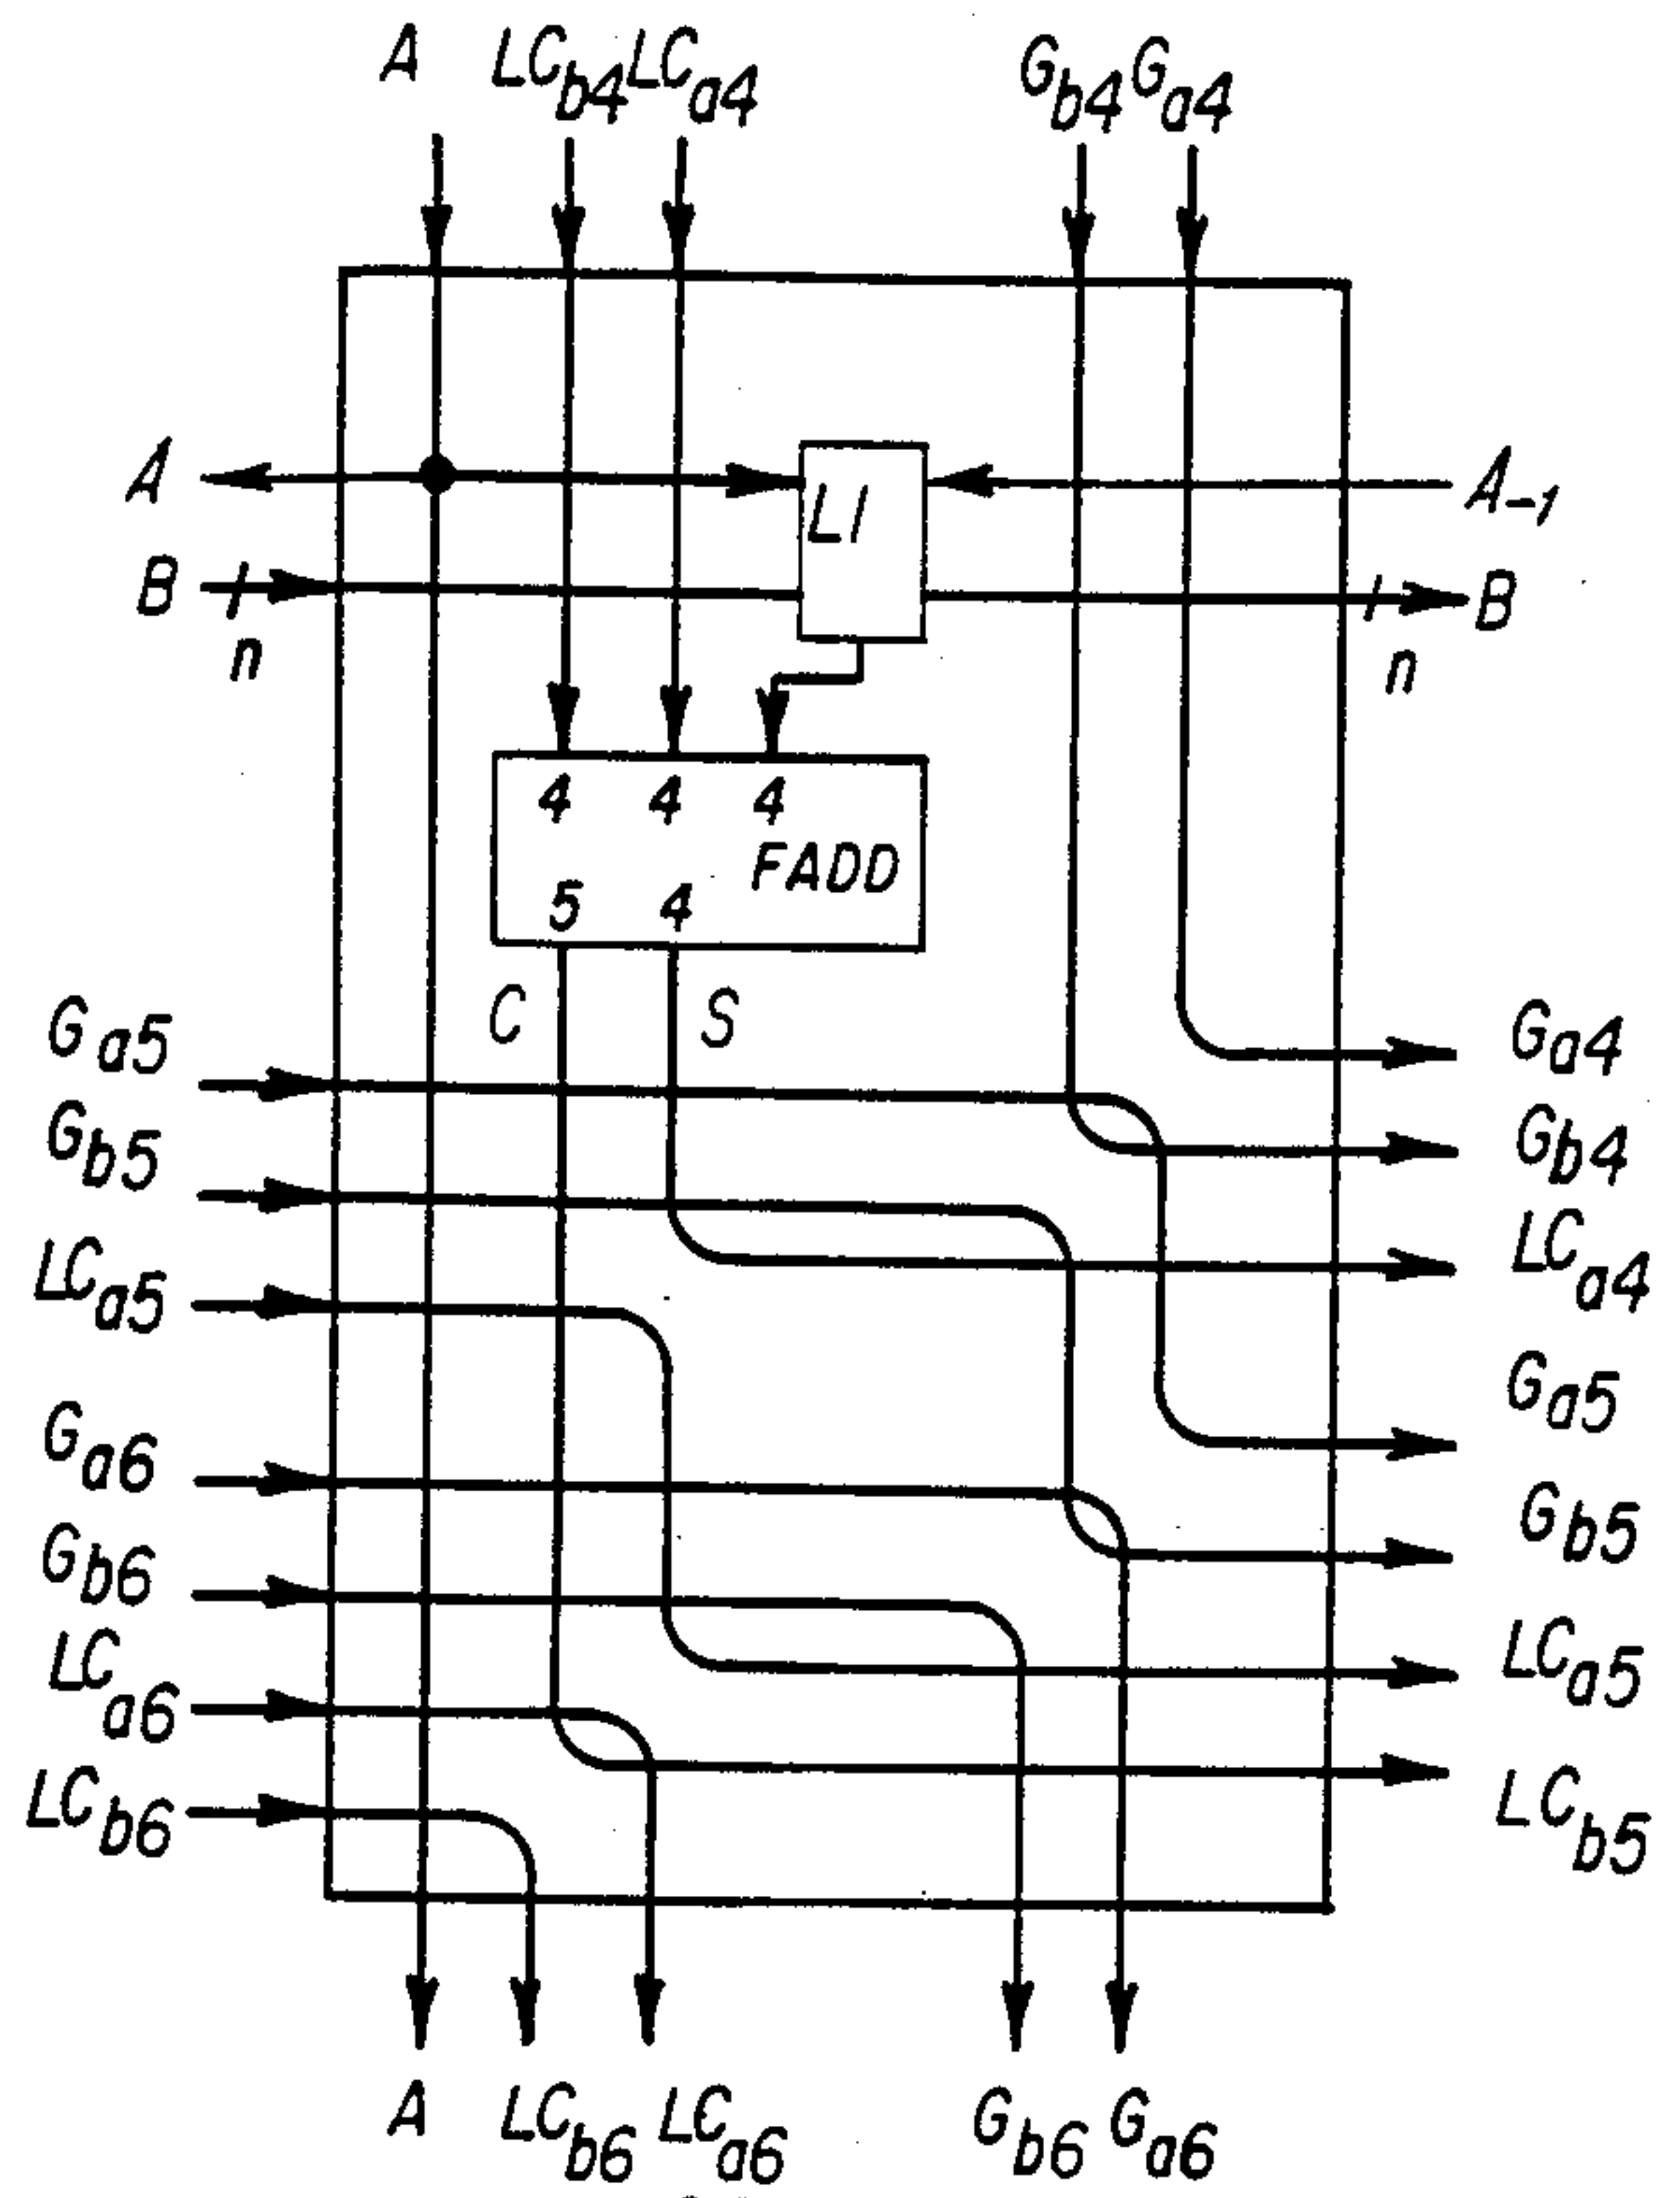 A LCb4 LCa4 Gb4 Ga4
A LI A-1
B B
n n
4 4 4
FADD
5 4
C S
Ga5 Ga4
Gb5 Gb4
LCa5 LCa4
Ga6 Ga5
Gb6 Gb5
LCa6 LCa5
LCb6 LCb5
A LCb6 LCa6 Gb6 Ga6